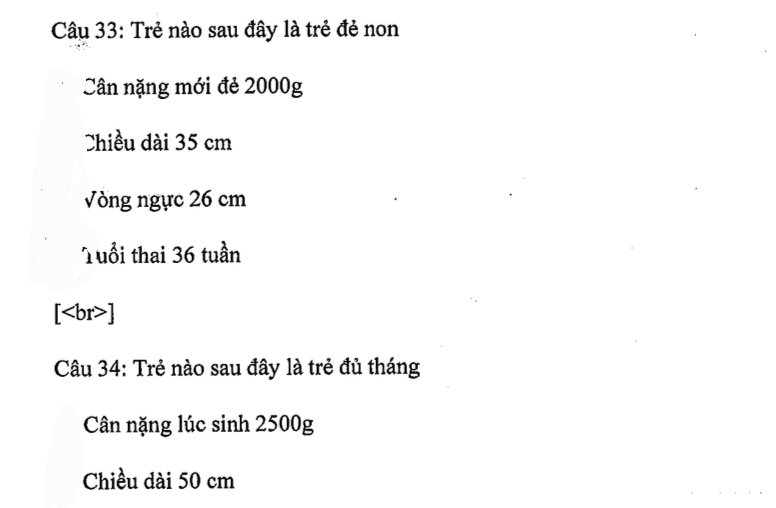 Câu 33: Trẻ nào sau đây là trẻ đẻ non
Cân nặng mới đẻ 2000g
Chiều dài 35 cm
Vòng ngực 26 cm
Tuổi thai 36 tuần
[<br>]
Câu 34: Trẻ nào sau đây là trẻ đủ tháng
Cân nặng lúc sinh 2500g
Chiều dài 50 cm